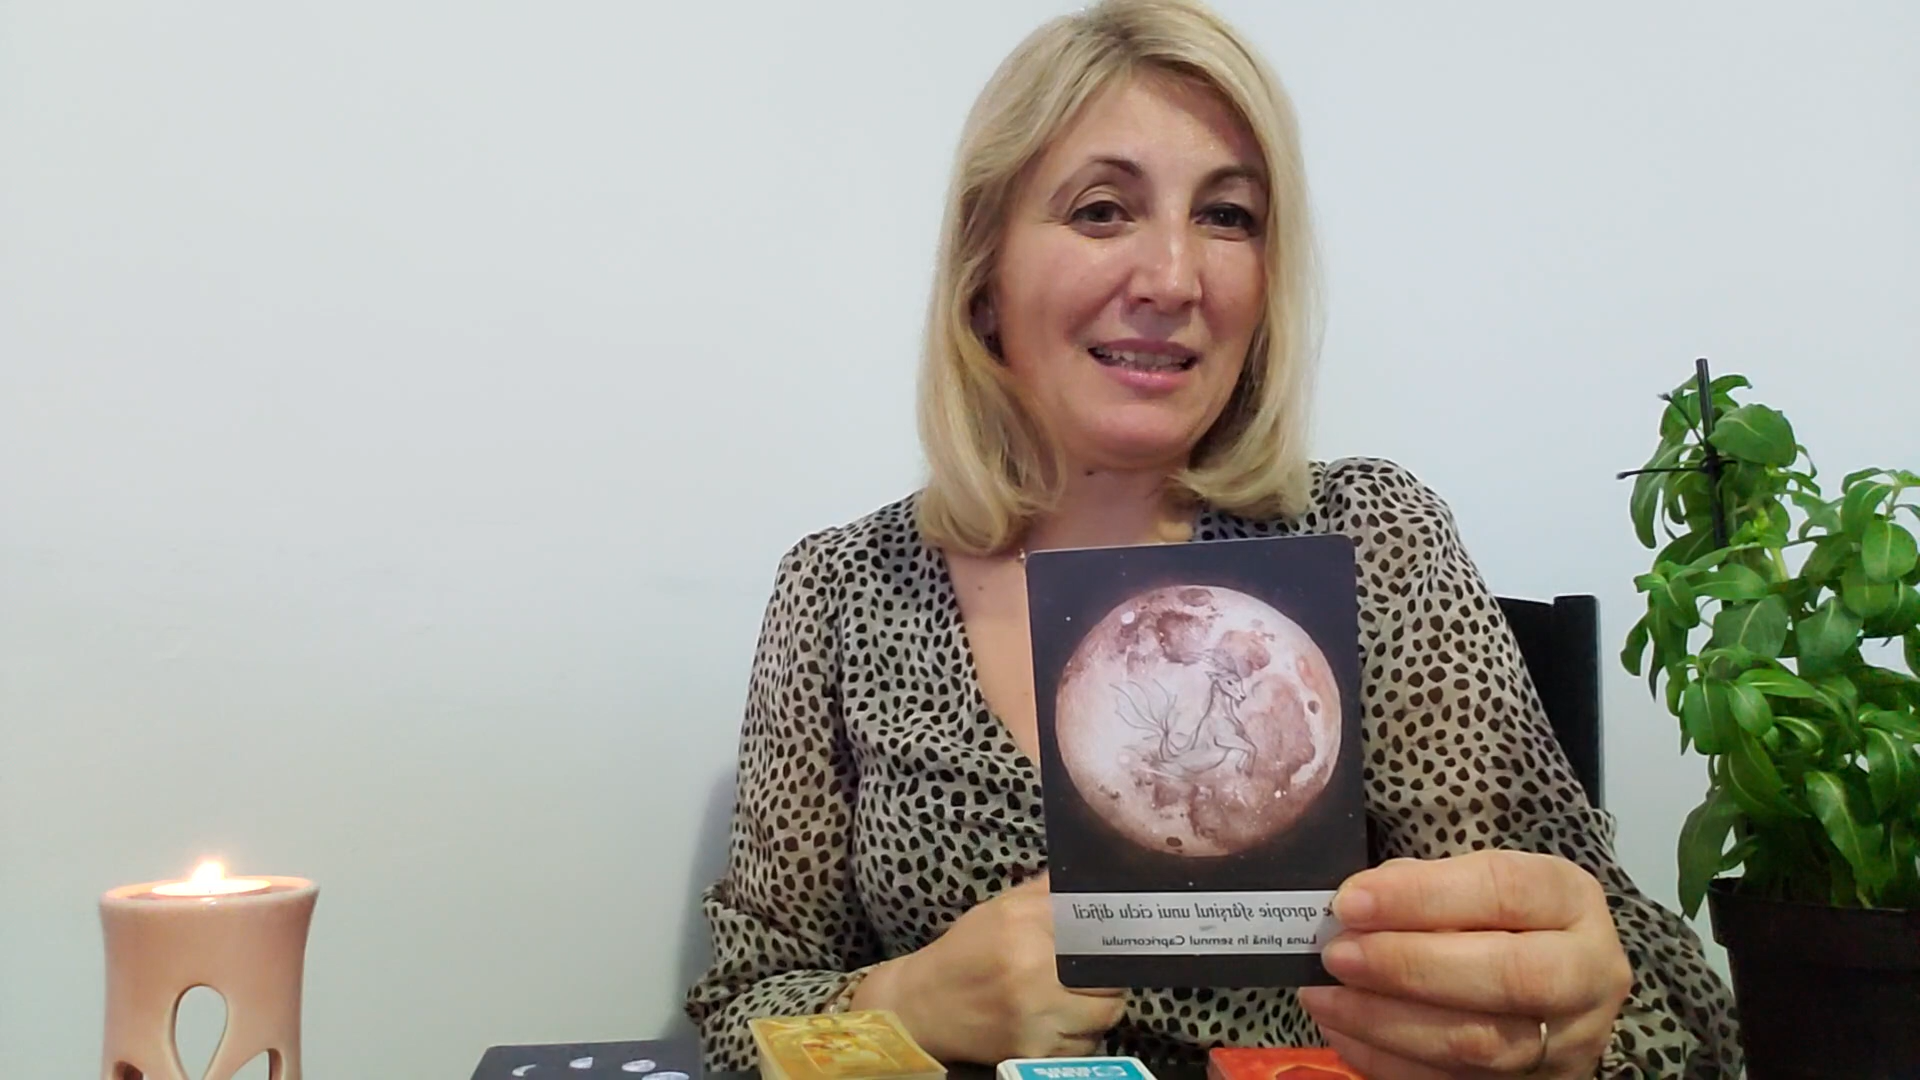 e apropie sfârșitul unui ciclu dificil
Luna plină în semnul Capricornului